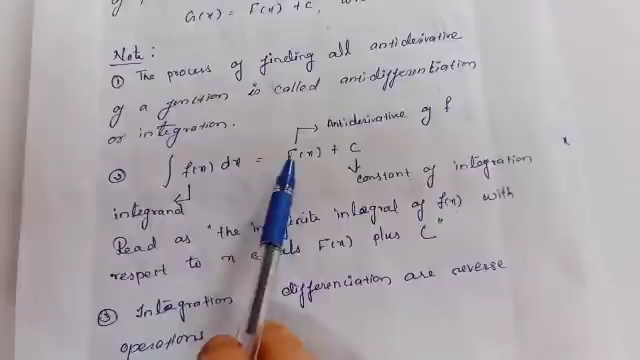 G(x) = F(x) + C,
Note :
① The process of finding all antiderivative
of a function is called antidifferentiation
or integration.
→ Antiderivative of f
② ∫ f(x) dx = F(x) + C
constant of integration
integrand
Read as "the integral of f(x) with
respect to x F(x) plus C"
③ Integration differenciation are reverse
operations